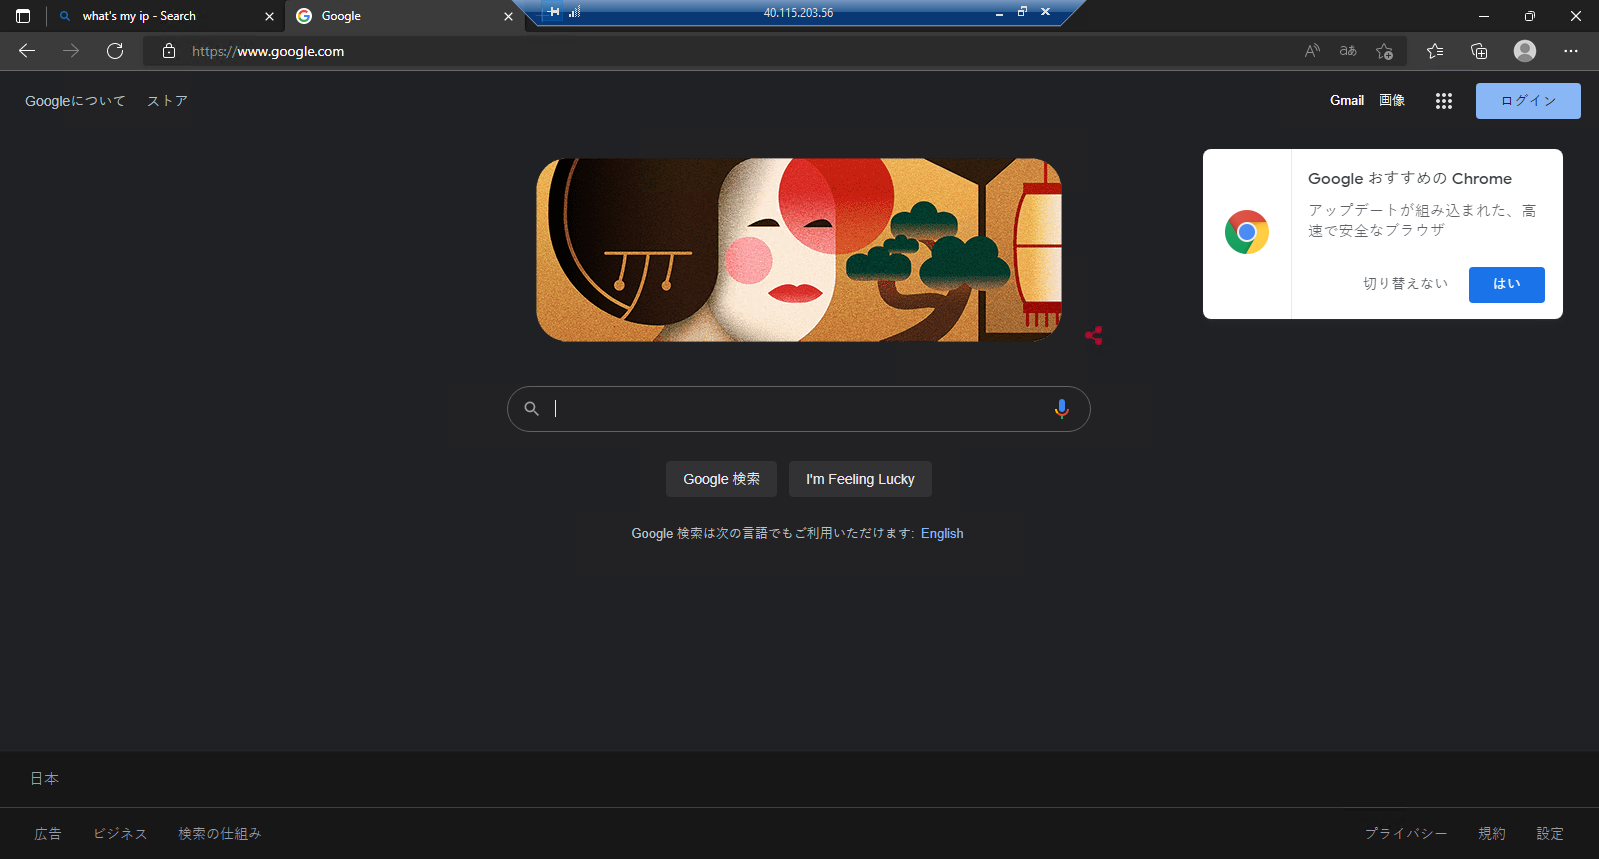 what's my ip - Search
Google
40.115.203.56
https://www.google.com
Googleについて ストア
Gmail 画像
ログイン
Google おすすめの Chrome
アップデートが組み込まれた、高
速で安全なブラウザ
切り替えない はい
Google 検索 I'm Feeling Lucky
Google 検索は次の言語でもご利用いただけます: English
日本
広告 ビジネス 検索の仕組み
プライバシー 規約 設定